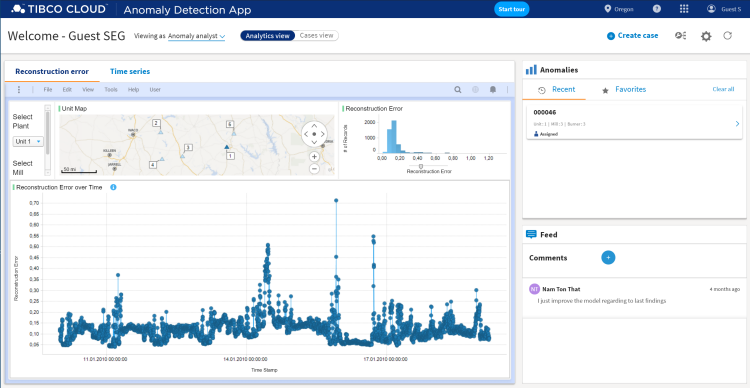 TIBCO CLOUD™ Anomaly Detection App
Start tour
Oregon
Guest S
Welcome - Guest SEG
Viewing as Anomaly analyst
Analytics view Cases view
Create case
Reconstruction error Time series
File Edit View Tools Help User
Select
Plant
Unit 1
Select
Mill
Unit Map
2
6
3
1
4
50 mi
Reconstruction Error
# of Records
2000
1000
0
0,00 0,20 0,40 0,60 0,80 1,00 1,20
Reconstruction Error
Reconstruction Error over Time
Reconstruction Error
0,70
0,65
0,60
0,55
0,50
0,45
0,40
0,35
0,30
0,25
0,20
0,15
0,10
0,05
11.01.2010 00:00:00 14.01.2010 00:00:00 17.01.2010 00:00:00
Time Stamp
Anomalies
Recent Favorites Clear all
000046
Unit: 1 | Mill: 3 | Burner: 3
Assigned
Feed
Comments
NT Nam Ton That 4 months ago
I just improve the model regarding to last findings